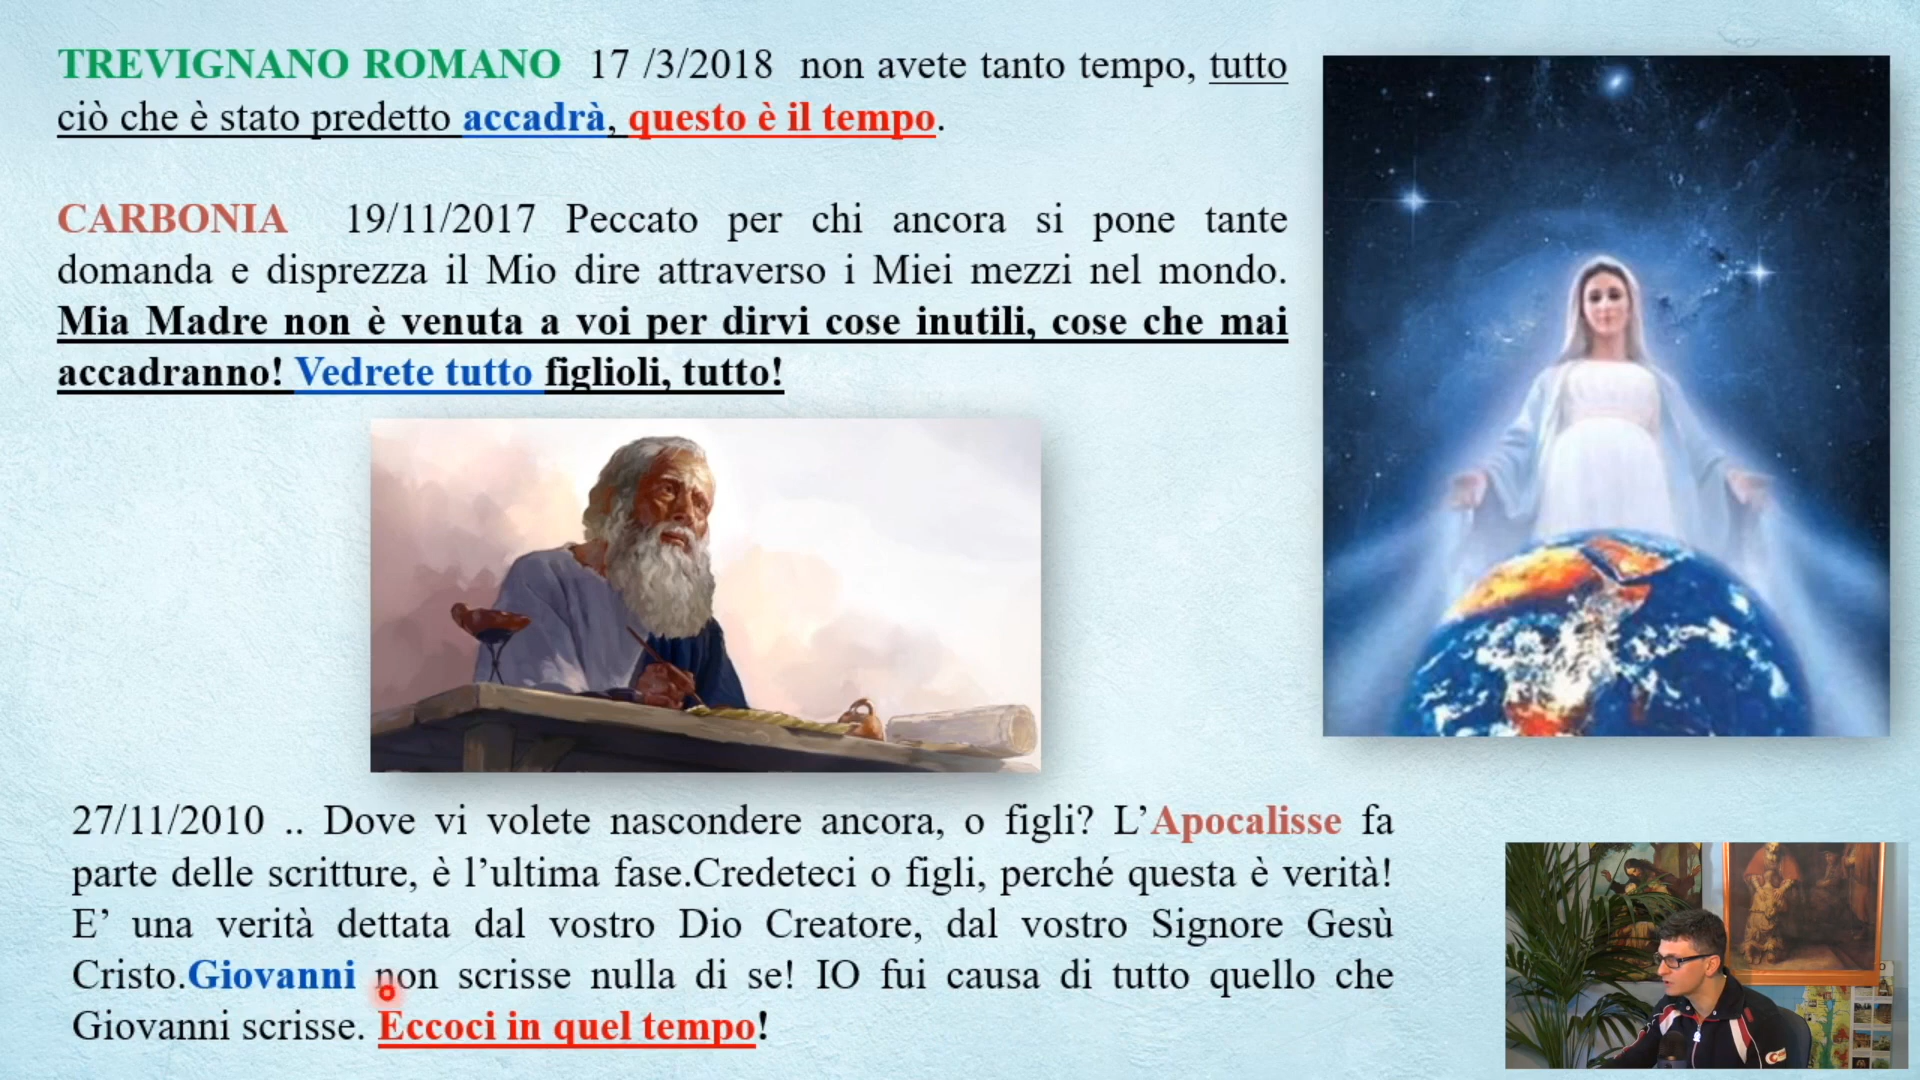 TREVIGNANO ROMANO 17 /3/2018 non avete tanto tempo, tutto
ciò che è stato predetto accadrà, questo è il tempo.
CARBONIA 19/11/2017 Peccato per chi ancora si pone tante
domanda e disprezza il Mio dire attraverso i Miei mezzi nel mondo.
Mia Madre non è venuta a voi per dirvi cose inutili, cose che mai
accadranno! Vedrete tutto figlioli, tutto!
27/11/2010 .. Dove vi volete nascondere ancora, o figli? L’Apocalisse fa
parte delle scritture, è l’ultima fase.Credeteci o figli, perché questa è verità!
E’ una verità dettata dal vostro Dio Creatore, dal vostro Signore Gesù
Cristo.Giovanni non scrisse nulla di se! IO fui causa di tutto quello che
Giovanni scrisse. Eccoci in quel tempo!